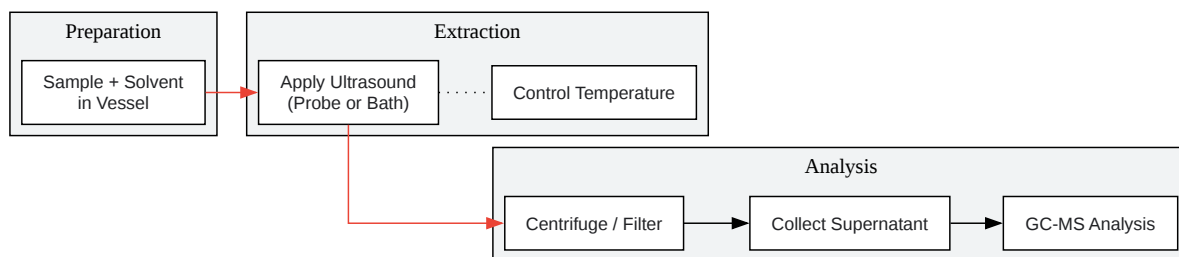 Preparation
Sample + Solvent
in Vessel
Extraction
Apply Ultrasound
(Probe or Bath)
Control Temperature
Analysis
Centrifuge / Filter
Collect Supernatant
GC-MS Analysis